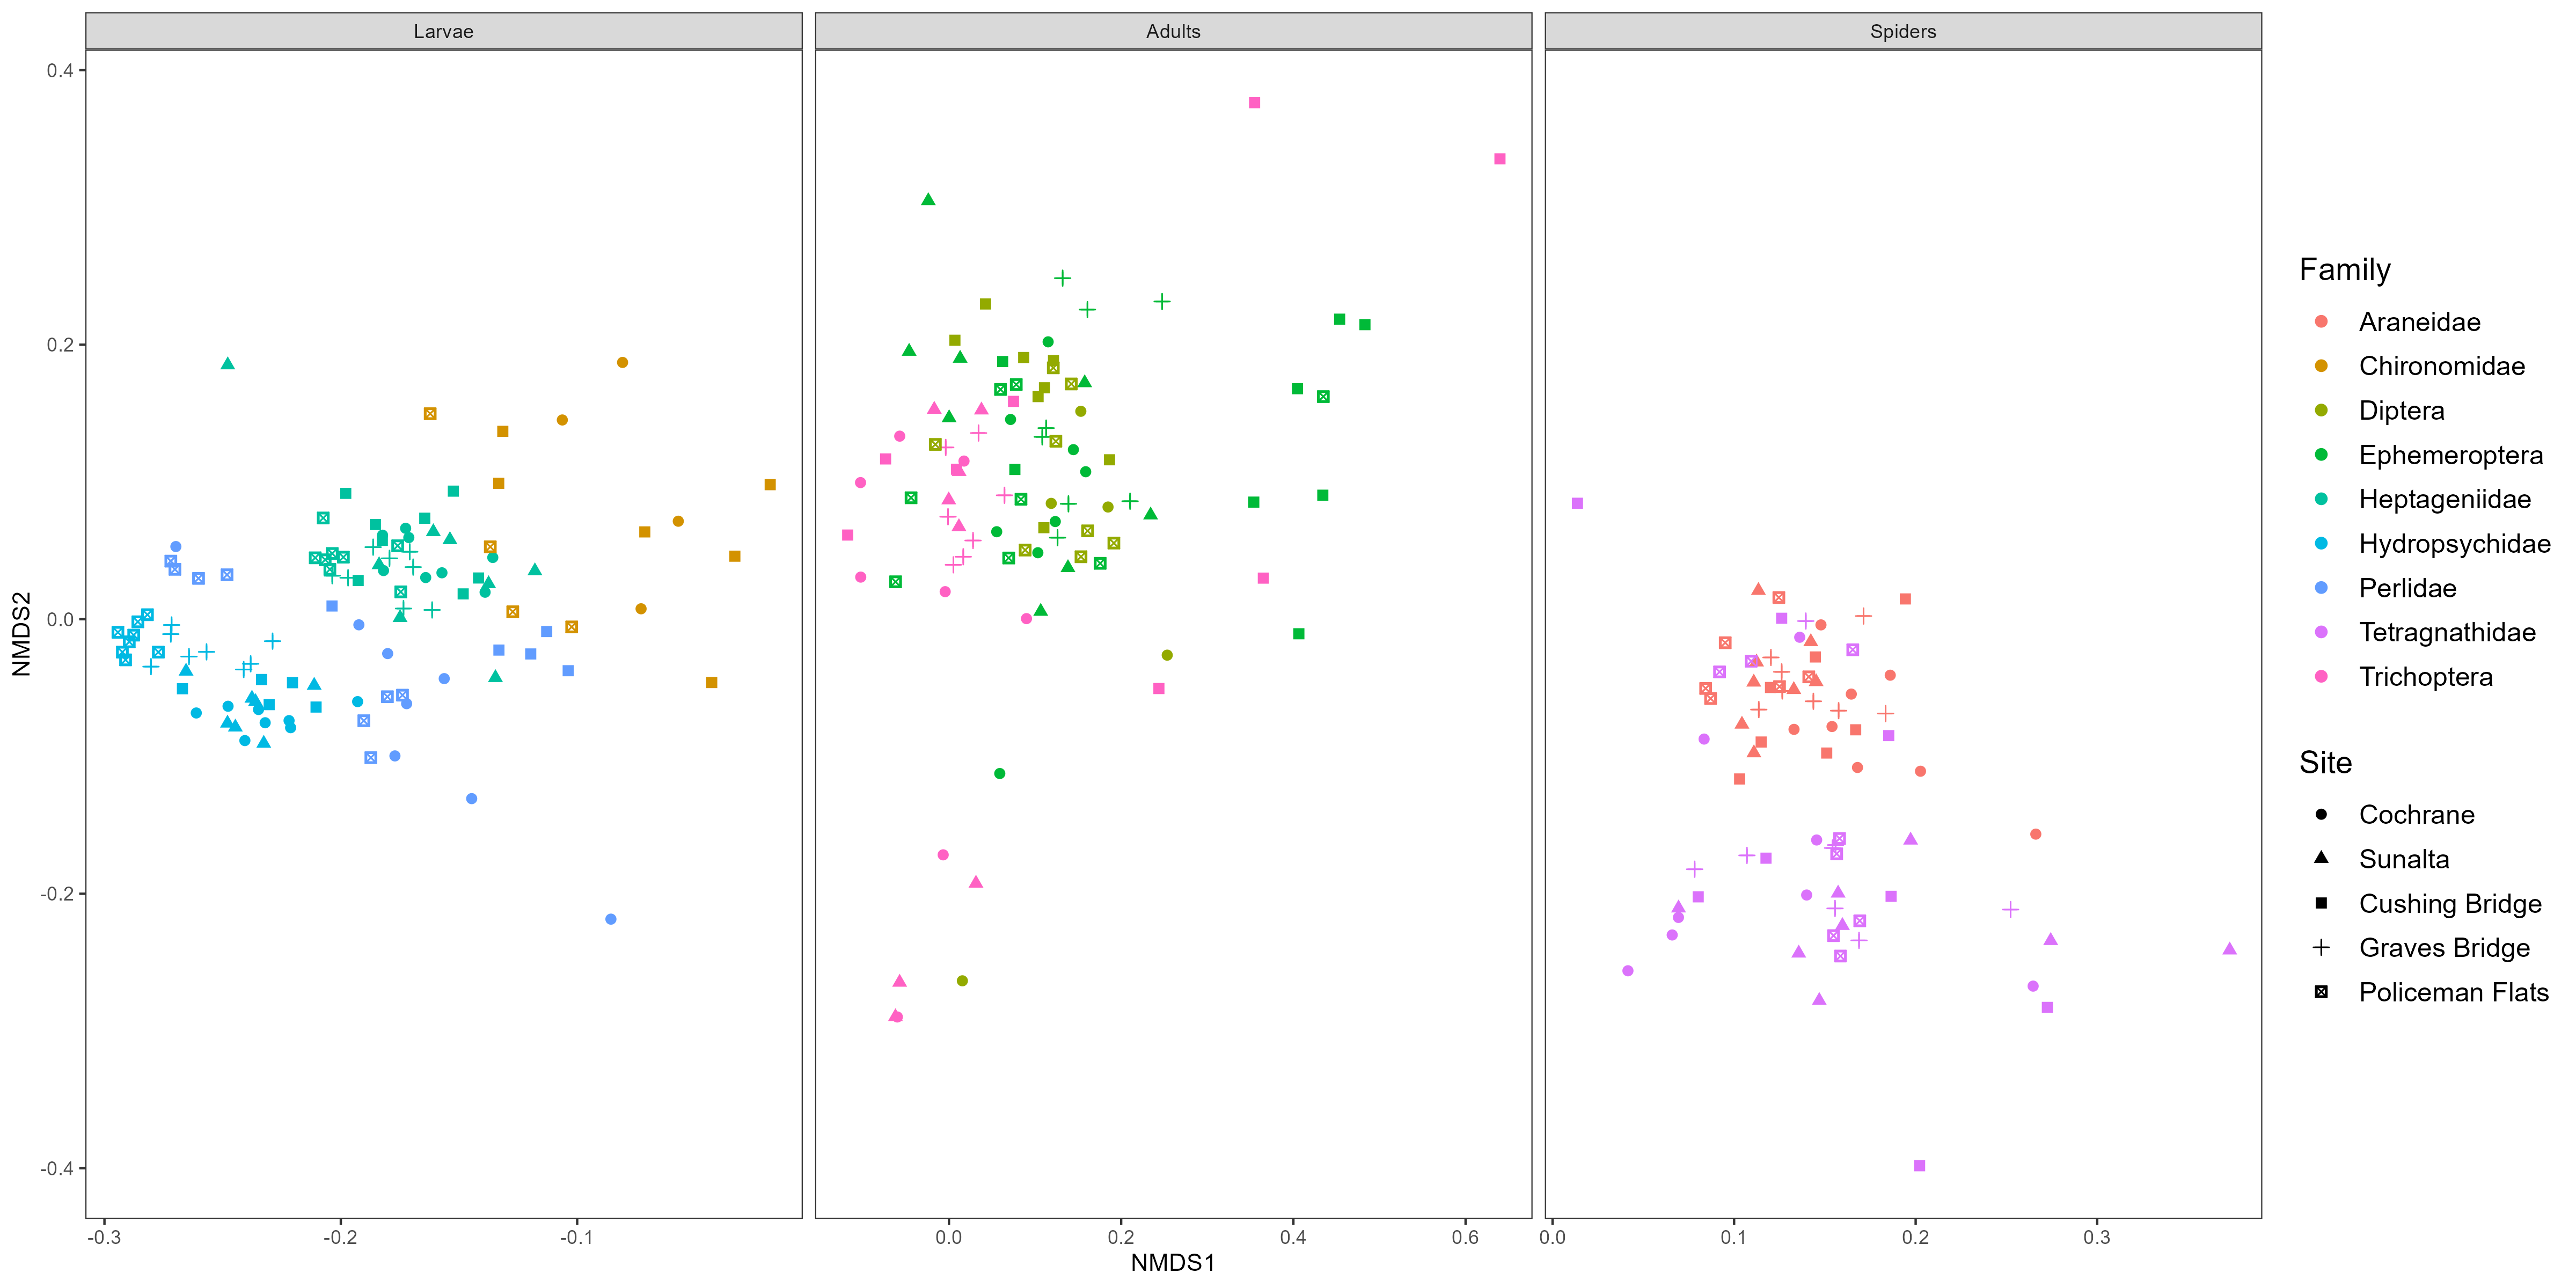 Larvae
Adults
Spiders
NMDS2
0.4
0.2
0.0
-0.2
-0.4
-0.3
-0.2
-0.1
0.0
0.2
0.4
0.6
0.0
0.1
0.2
0.3
NMDS1
Family
Araneidae
Chironomidae
Diptera
Ephemeroptera
Heptageniidae
Hydropsychidae
Perlidae
Tetragnathidae
Trichoptera
Site
Cochrane
Sunalta
Cushing Bridge
Graves Bridge
Policeman Flats